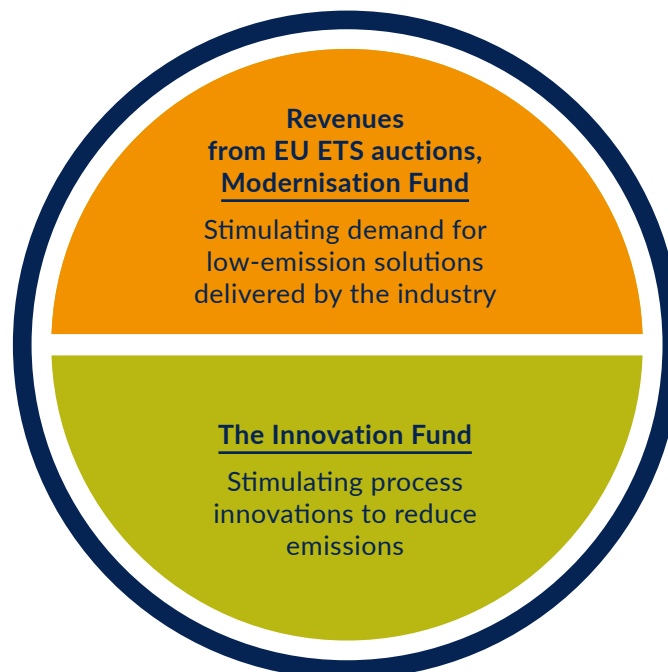 Revenues
from EU ETS auctions,
Modernisation Fund
Stimulating demand for
low-emission solutions
delivered by the industry
The Innovation Fund
Stimulating process
innovations to reduce
emissions